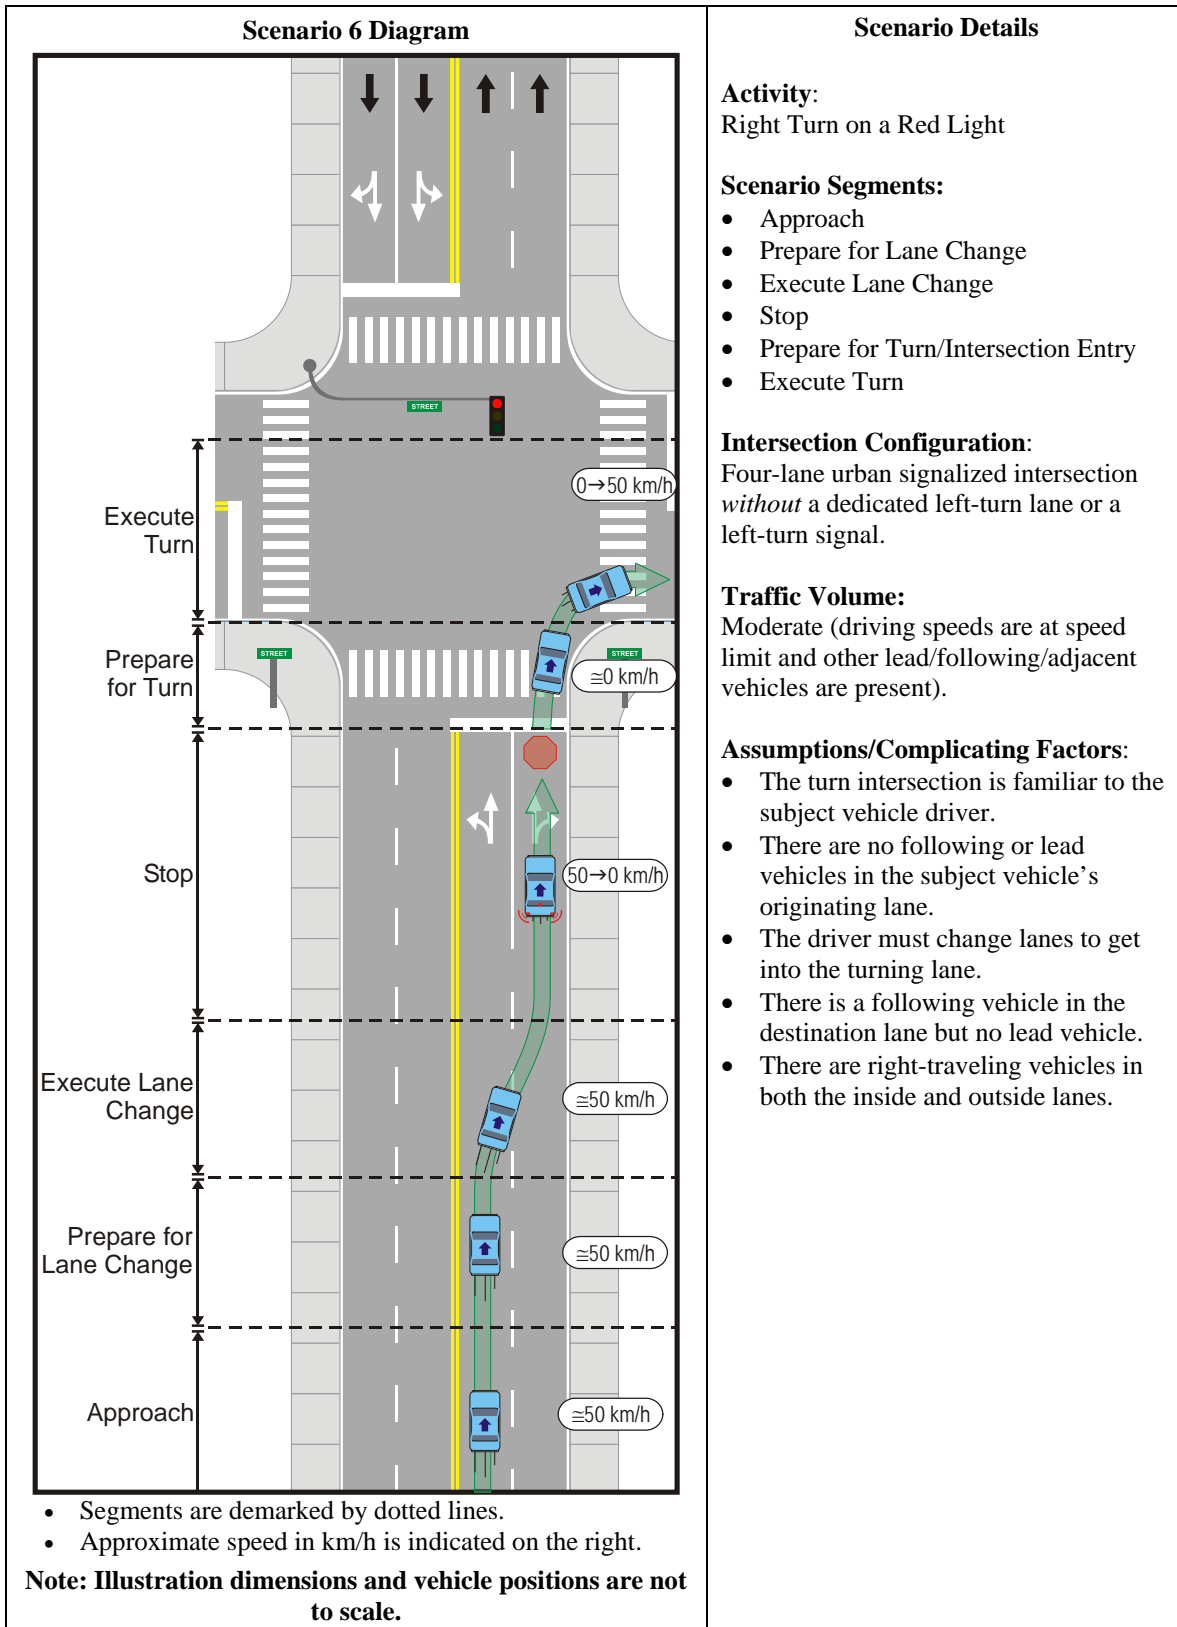 Scenario 6 Diagram
STREET
0→50 km/h
Execute
Turn
STREET
STREET
Prepare
for Turn
≅0 km/h
Stop
50→0 km/h
Execute Lane
Change
≅50 km/h
Prepare for
Lane Change
≅50 km/h
Approach
≅50 km/h
• Segments are demarked by dotted lines.
• Approximate speed in km/h is indicated on the right.
Note: Illustration dimensions and vehicle positions are not
to scale.
Scenario Details
Activity:
Right Turn on a Red Light
Scenario Segments:
• Approach
• Prepare for Lane Change
• Execute Lane Change
• Stop
• Prepare for Turn/Intersection Entry
• Execute Turn
Intersection Configuration:
Four-lane urban signalized intersection
without a dedicated left-turn lane or a
left-turn signal.
Traffic Volume:
Moderate (driving speeds are at speed
limit and other lead/following/adjacent
vehicles are present).
Assumptions/Complicating Factors:
• The turn intersection is familiar to the
subject vehicle driver.
• There are no following or lead
vehicles in the subject vehicle’s
originating lane.
• The driver must change lanes to get
into the turning lane.
• There is a following vehicle in the
destination lane but no lead vehicle.
• There are right-traveling vehicles in
both the inside and outside lanes.